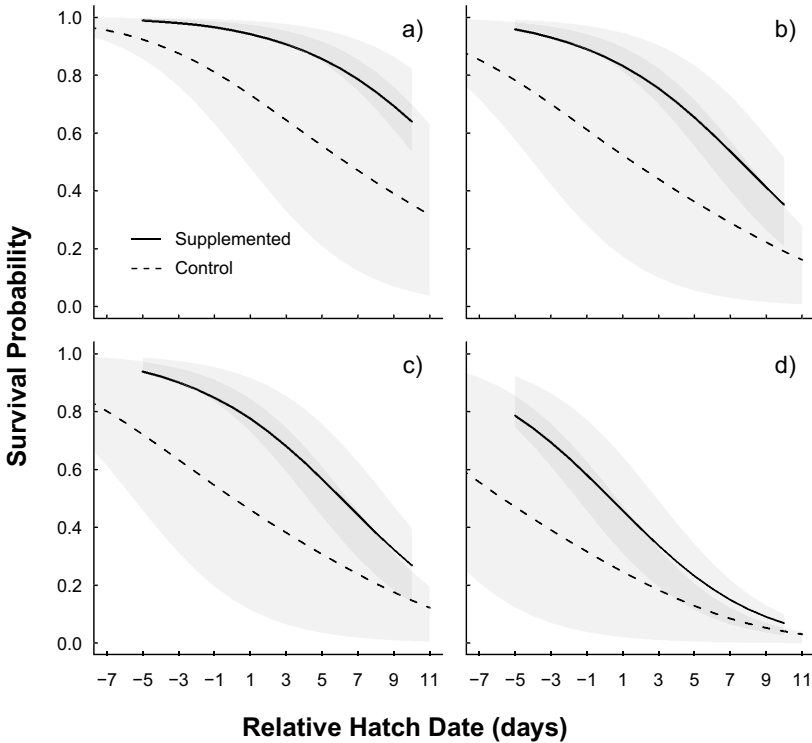 1.0
0.8
0.6
0.4
0.2
0.0
a)
Supplemented
Control
b)
1.0
0.8
0.6
0.4
0.2
0.0
c)
d)
−7 −5 −3 −1 1 3 5 7 9 11
−7 −5 −3 −1 1 3 5 7 9 11
Survival Probability
Relative Hatch Date (days)